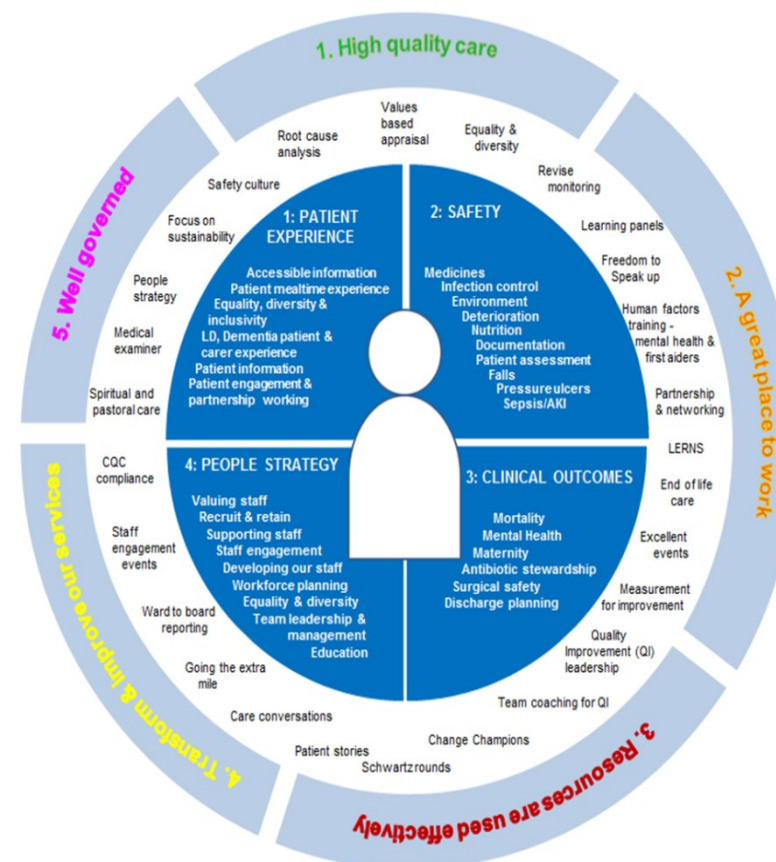 1. High quality care
2. A great place to work
3. Resources are used effectively
4. Transform & improve our services
5. Well governed
Values
based
appraisal
Equality &
diversity
Revise
monitoring
Learning panels
Freedom to
Speak up
Human factors
training -
mental health &
first aiders
Partnership
& networking
LERNS
End of life
care
Excellent
events
Measurement
for improvement
Quality
Improvement (QI)
leadership
Team coaching for QI
Change Champions
Schwartz rounds
Patient stories
Care conversations
Going the extra
mile
Ward to board
reporting
Staff
engagement
events
CQC
compliance
Spiritual and
pastoral care
Medical
examiner
People
strategy
Focus on
sustainability
Safety culture
Root cause
analysis
1: PATIENT
EXPERIENCE
Accessible information
Patient mealtime experience
Equality, diversity &
inclusivity
LD, Dementia patient &
carer experience
Patient information
Patient engagement &
partnership working
2: SAFETY
Medicines
Infection control
Environment
Deterioration
Nutrition
Documentation
Patient assessment
Falls
Pressure ulcers
Sepsis/AKI
3: CLINICAL OUTCOMES
Mortality
Mental Health
Maternity
Antibiotic stewardship
Surgical safety
Discharge planning
4: PEOPLE STRATEGY
Valuing staff
Recruit & retain
Supporting staff
Staff engagement
Developing our staff
Workforce planning
Equality & diversity
Team leadership &
management
Education